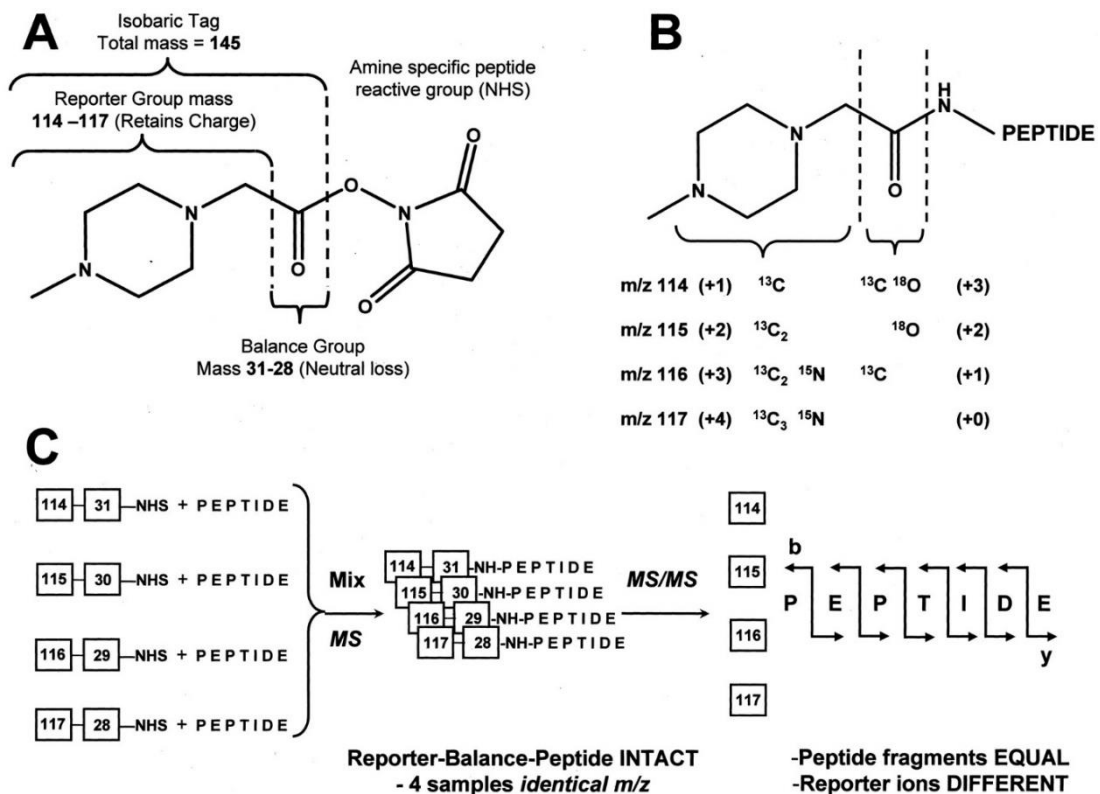 A
Isobaric Tag
Total mass = 145
Reporter Group mass
114 –117 (Retains Charge)
Amine specific peptide
reactive group (NHS)
N
N
O
O
N
O
O
Balance Group
Mass 31-28 (Neutral loss)
B
N
N
O
H
N
PEPTIDE
m/z 114 (+1) ¹³C ¹³C ¹⁸O (+3)
m/z 115 (+2) ¹³C₂ ¹⁸O (+2)
m/z 116 (+3) ¹³C₂ ¹⁵N ¹³C (+1)
m/z 117 (+4) ¹³C₃ ¹⁵N (+0)
C
114 31 NHS + PEPTIDE
115 30 NHS + PEPTIDE
116 29 NHS + PEPTIDE
117 28 NHS + PEPTIDE
Mix
MS
114 31 -NH-PEPTIDE
115 30 -NH-PEPTIDE
116 29 -NH-PEPTIDE
117 28 -NH-PEPTIDE
MS/MS
114
115
116
117
b
P E P T I D E
y
Reporter-Balance-Peptide INTACT
- 4 samples identical m/z
-Peptide fragments EQUAL
-Reporter ions DIFFERENT